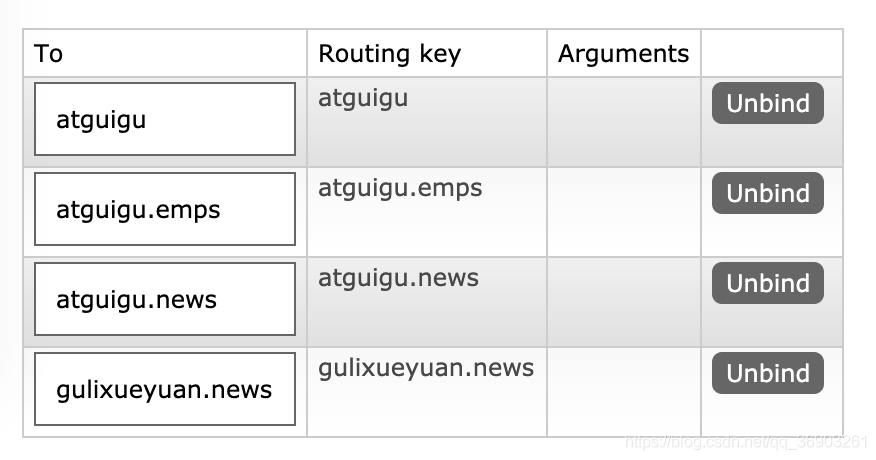 To Routing key Arguments
atguigu atguigu Unbind
atguigu.emps atguigu.emps Unbind
atguigu.news atguigu.news Unbind
gulixueyuan.news gulixueyuan.news Unbind
https://blog.csdn.net/qq_36903261